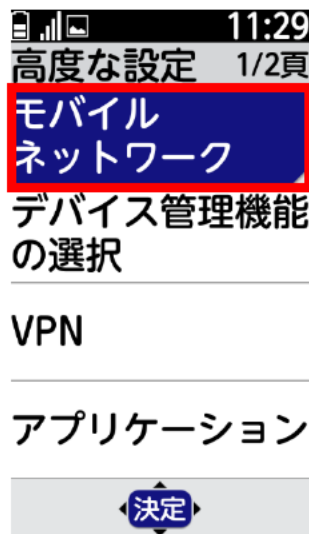 11:29
高度な設定 1/2頁
モバイル
ネットワーク
デバイス管理機能
の選択
VPN
アプリケーション
決定